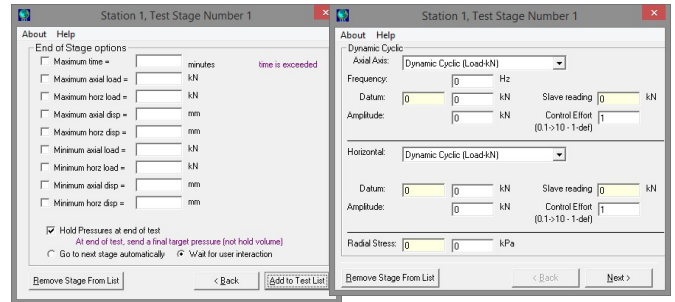 Station 1, Test Stage Number 1
About Help
End of Stage options
Maximum time = minutes time is exceeded
Maximum axial load = kN
Maximum horz load = kN
Maximum axial disp = mm
Maximum horz disp = mm
Minimum axial load = kN
Minimum horz load = kN
Minimum axial disp = mm
Minimum horz disp = mm
Hold Pressures at end of test
At end of test, send a final target pressure (not hold volume)
Go to next stage automatically Wait for user interaction
Remove Stage From List < Back Add to Test List
Station 1, Test Stage Number 1
About Help
Dynamic Cyclic
Axial Axis: Dynamic Cyclic (Load-kN)
Frequency: 0 Hz
Datum: 0 0 kN Slave reading 0 kN
Amplitude: 0 kN Control Effort 1
(0.1->10 - 1-def)
Horizontal: Dynamic Cyclic (Load-kN)
Datum: 0 0 kN Slave reading 0 kN
Amplitude: 0 kN Control Effort 1
(0.1->10 - 1-def)
Radial Stress: 0 0 kPa
Remove Stage From List < Back Next >